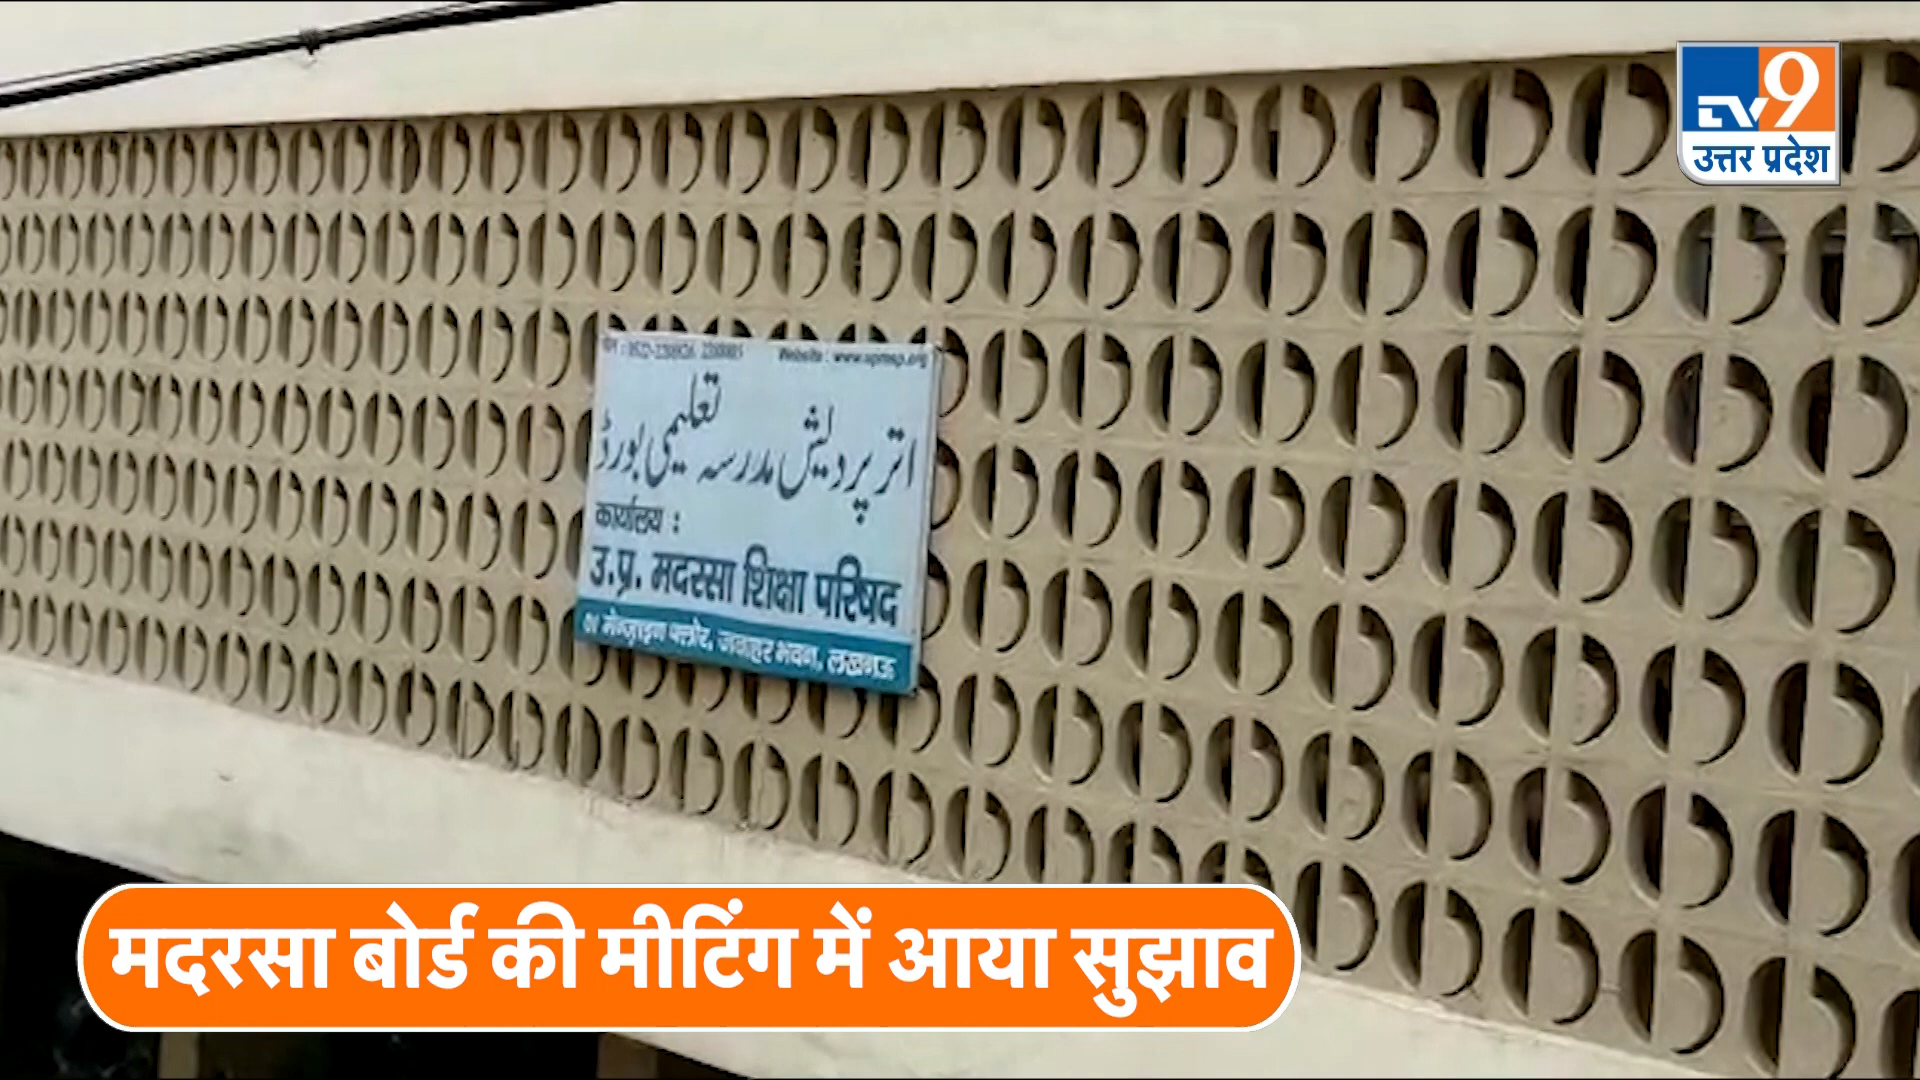 TV9
उत्तर प्रदेश
Website : www.upmsp.org
اتر پردیش مدرسہ تعلیمی بورڈ
कार्यालय :
उ.प्र. मदरसा शिक्षा परिषद
मेज्ज़ाइन फ्लोर, जवाहर भवन, लखनऊ
मदरसा बोर्ड की मीटिंग में आया सुझाव